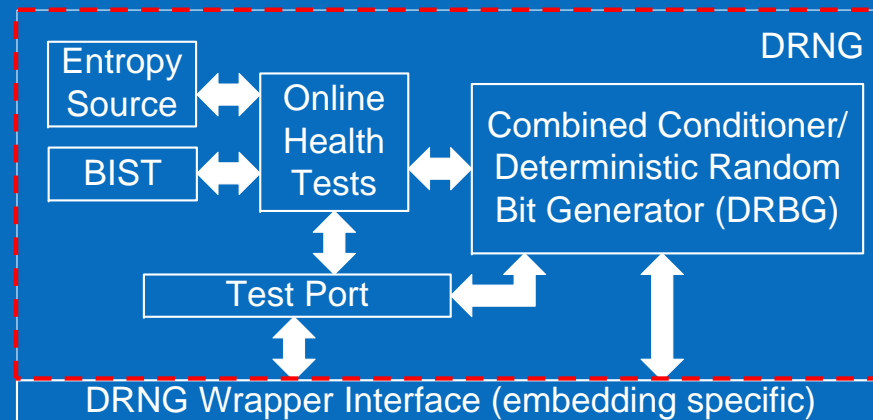 DRNG
Entropy
Source
Online
Health
Tests
BIST
Combined Conditioner/
Deterministic Random
Bit Generator (DRBG)
Test Port
DRNG Wrapper Interface (embedding specific)